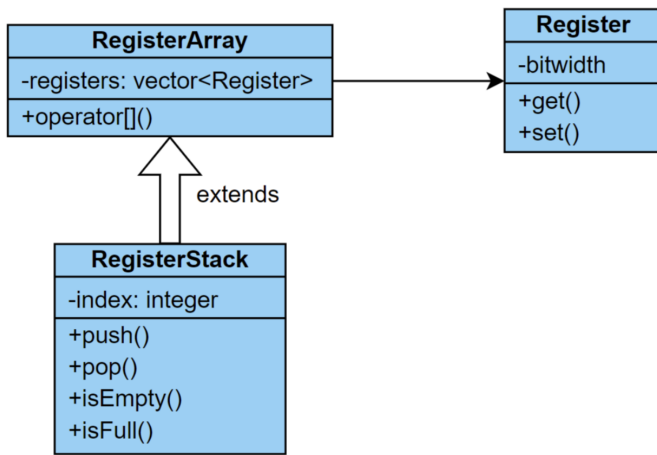 RegisterArray
-registers: vector<Register>
+operator[]()
Register
-bitwidth
+get()
+set()
extends
RegisterStack
-index: integer
+push()
+pop()
+isEmpty()
+isFull()